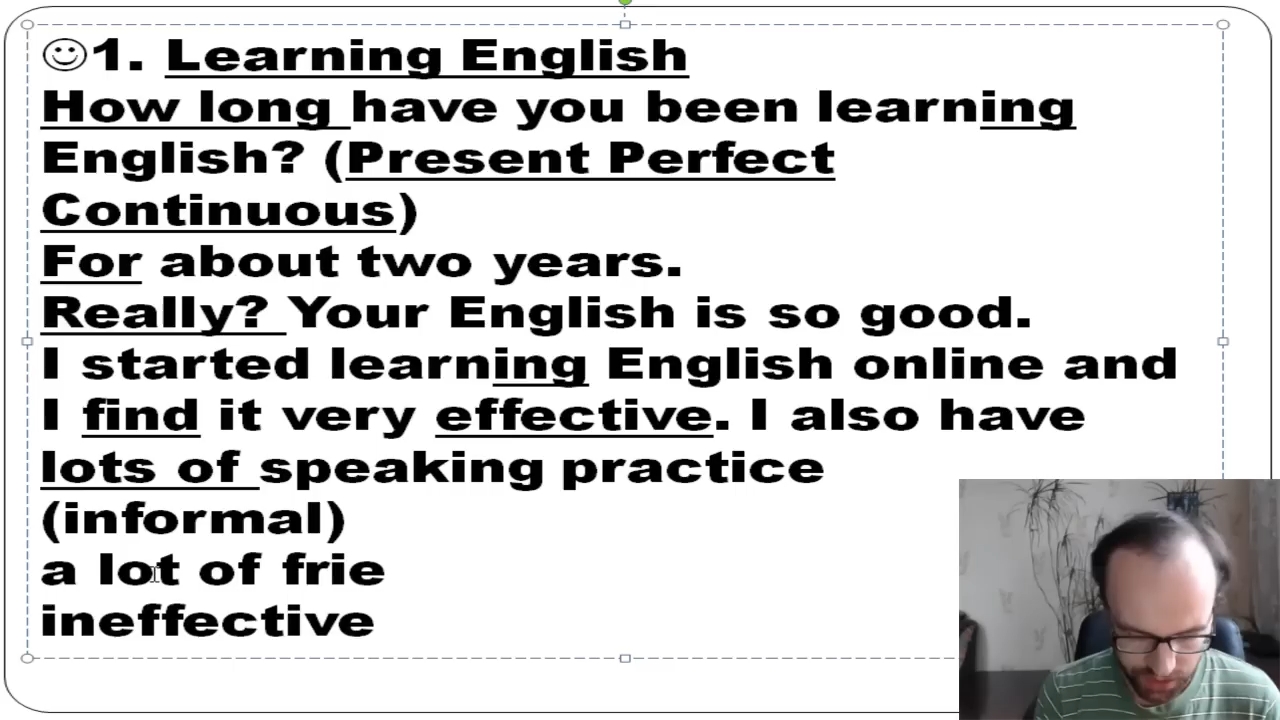 ☺1. Learning English
How long have you been learning
English? (Present Perfect
Continuous)
For about two years.
Really? Your English is so good.
I started learning English online and
I find it very effective. I also have
lots of speaking practice
(informal)
a lot of frie
ineffective